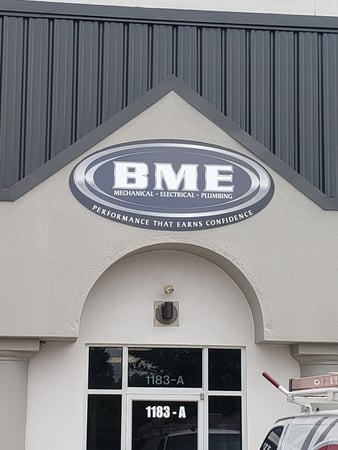 BME
MECHANICAL • ELECTRICAL • PLUMBING
PERFORMANCE THAT EARNS CONFIDENCE
1183-A
1183 - A